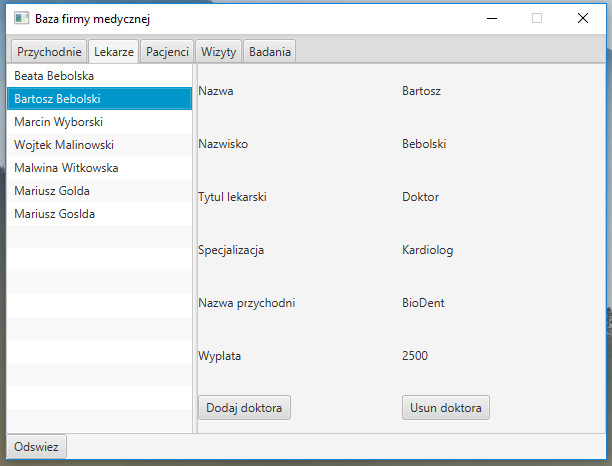 Baza firmy medycznej
Przychodnie Lekarze Pacjenci Wizyty Badania
Beata Bebolska
Bartosz Bebolski
Marcin Wyborski
Wojtek Malinowski
Malwina Witkowska
Mariusz Golda
Mariusz Goslda
Nazwa Bartosz
Nazwisko Bebolski
Tytul lekarski Doktor
Specjalizacja Kardiolog
Nazwa przychodni BioDent
Wyplata 2500
Dodaj doktora Usun doktora
Odswiez